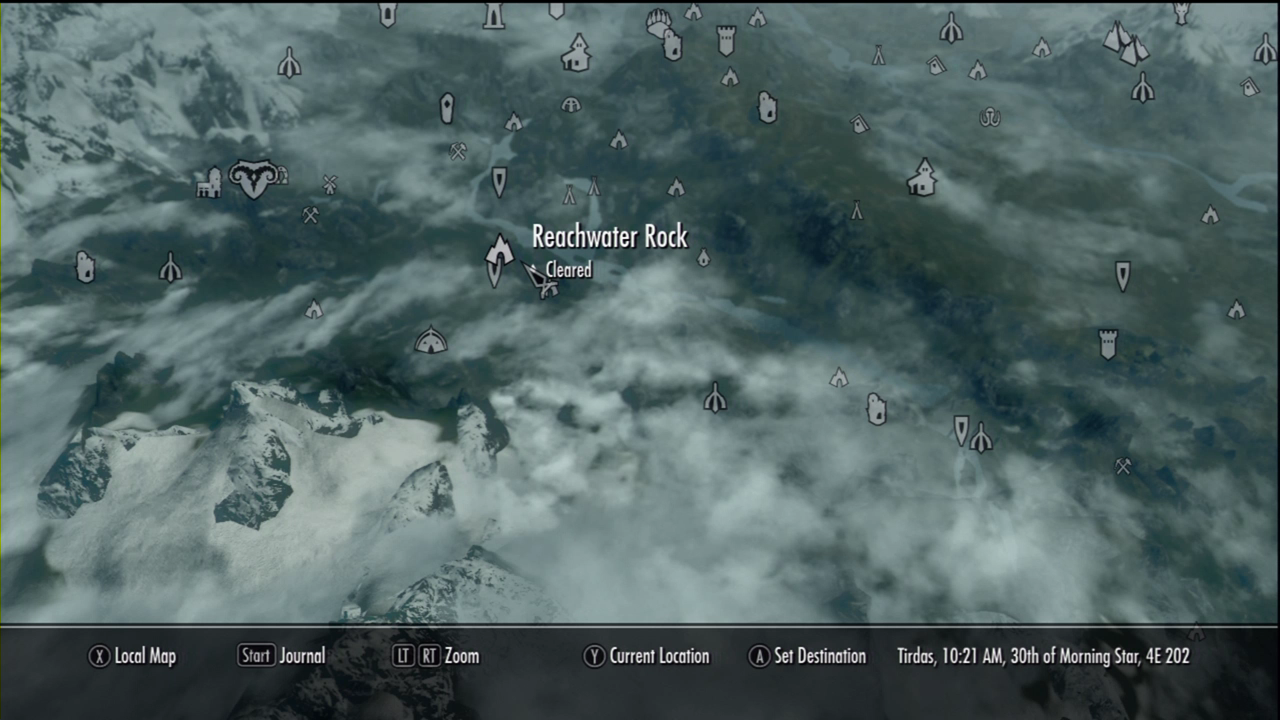 Reachwater Rock
Cleared
X Local Map
Start Journal
LT RT Zoom
Y Current Location
A Set Destination
Tirdas, 10:21 AM, 30th of Morning Star, 4E 202